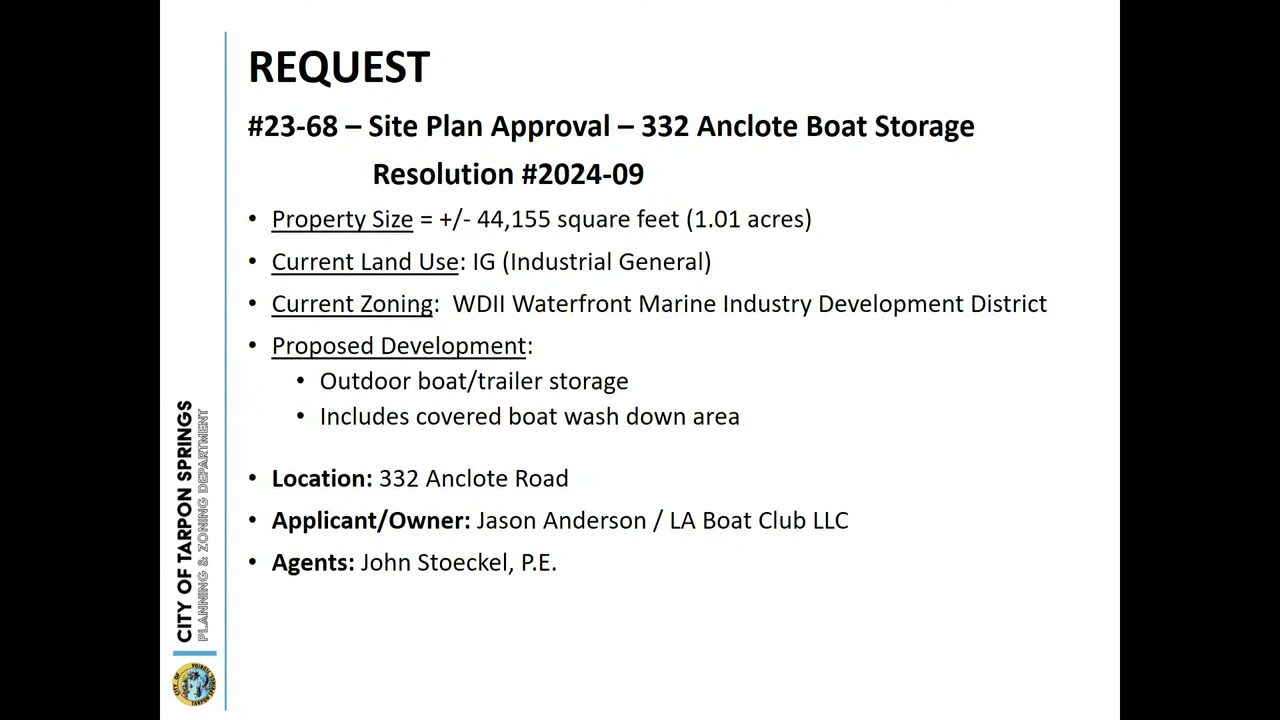 REQUEST
#23-68 – Site Plan Approval – 332 Anclote Boat Storage
Resolution #2024-09
• Property Size = +/- 44,155 square feet (1.01 acres)
• Current Land Use: IG (Industrial General)
• Current Zoning: WDII Waterfront Marine Industry Development District
• Proposed Development:
• Outdoor boat/trailer storage
• Includes covered boat wash down area
• Location: 332 Anclote Road
• Applicant/Owner: Jason Anderson / LA Boat Club LLC
• Agents: John Stoeckel, P.E.
CITY OF TARPON SPRINGS
PLANNING & ZONING DEPARTMENT